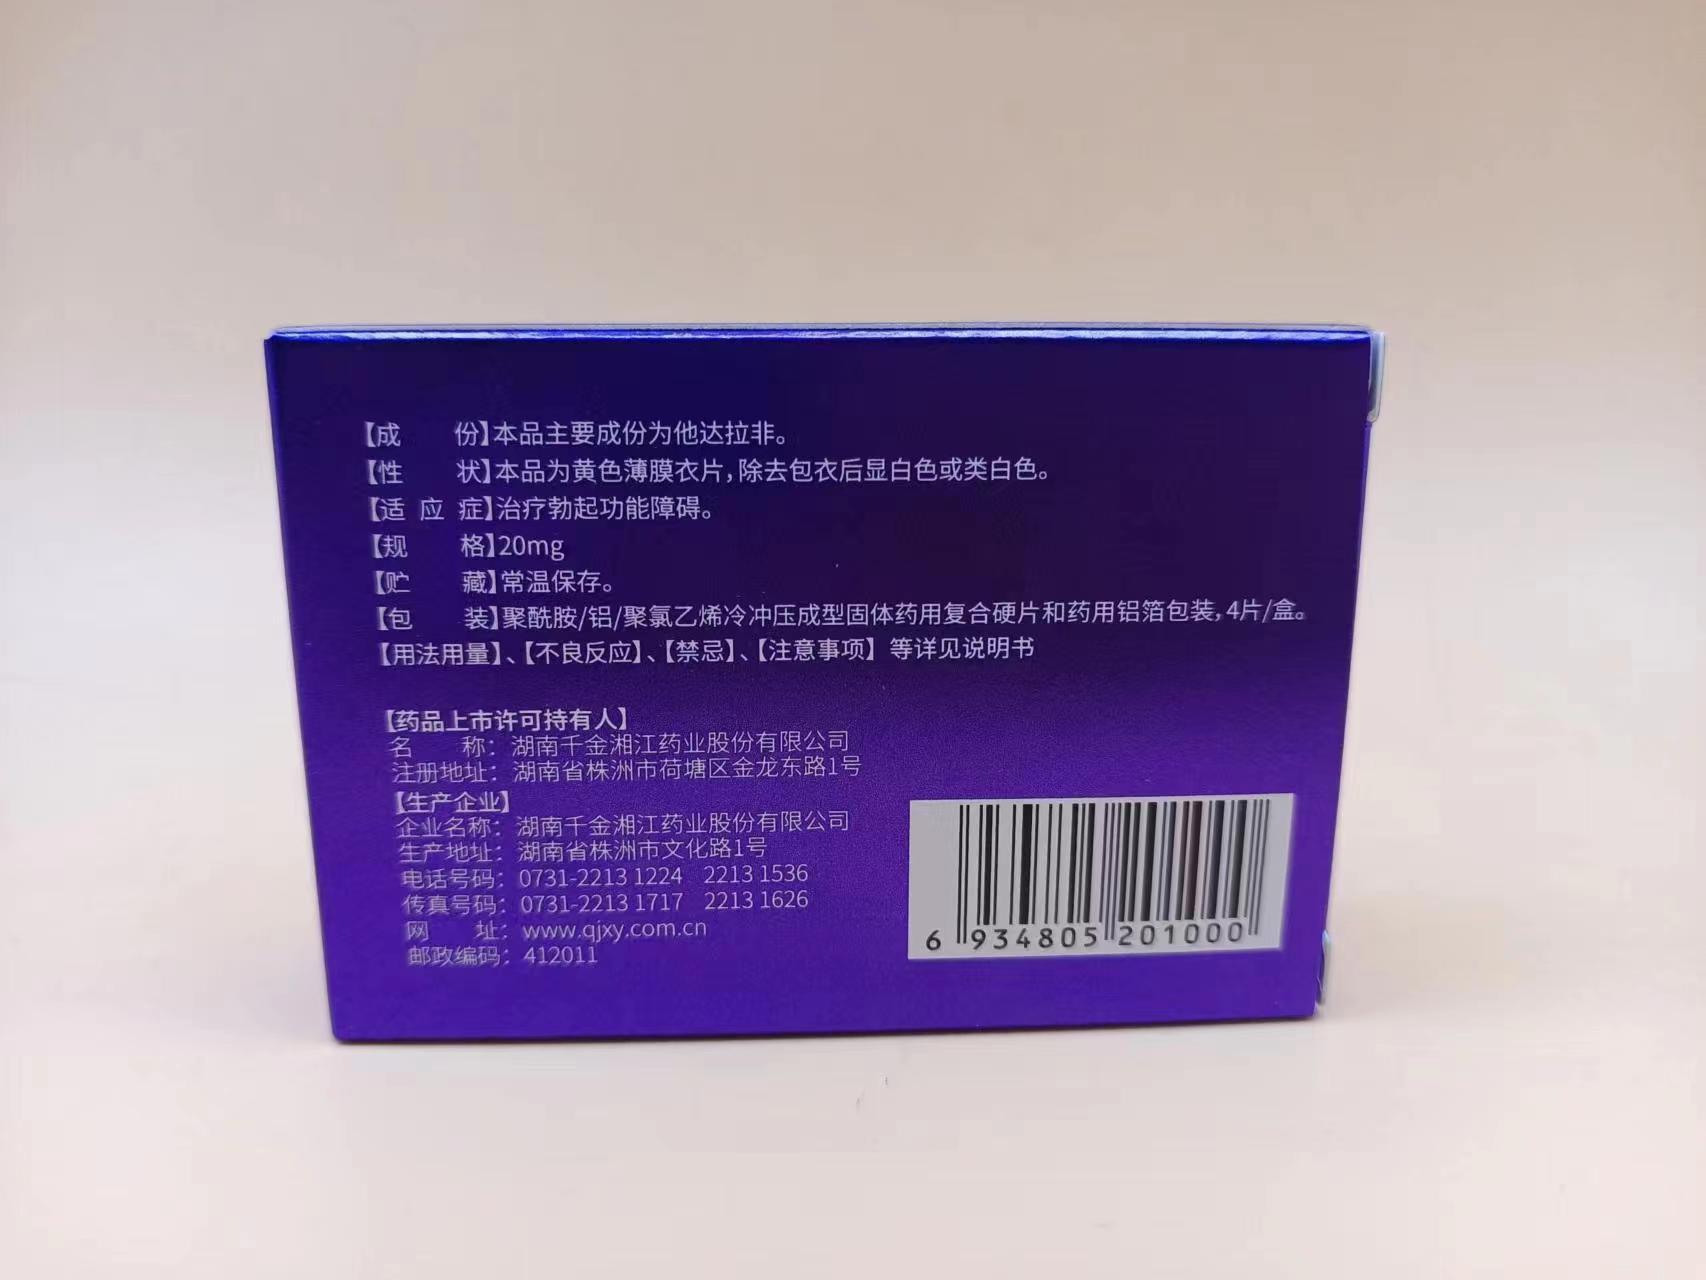 【成 份】本品主要成份为他达拉非。
【性 状】本品为黄色薄膜衣片，除去包衣后显白色或类白色。
【适 应 症】治疗勃起功能障碍。
【规 格】20mg
【贮 藏】常温保存。
【包 装】聚酰胺/铝/聚氯乙烯冷冲压成型固体药用复合硬片和药用铝箔包装，4片/盒。
【用法用量】、【不良反应】、【禁忌】、【注意事项】等详见说明书
【药品上市许可持有人】
名 称：湖南千金湘江药业股份有限公司
注册地址：湖南省株洲市荷塘区金龙东路1号
【生产企业】
企业名称：湖南千金湘江药业股份有限公司
生产地址：湖南省株洲市文化路1号
电话号码：0731-2213 1224 2213 1536
传真号码：0731-2213 1717 2213 1626
网 址：www.qjxy.com.cn
邮政编码：412011
6 934805 201000